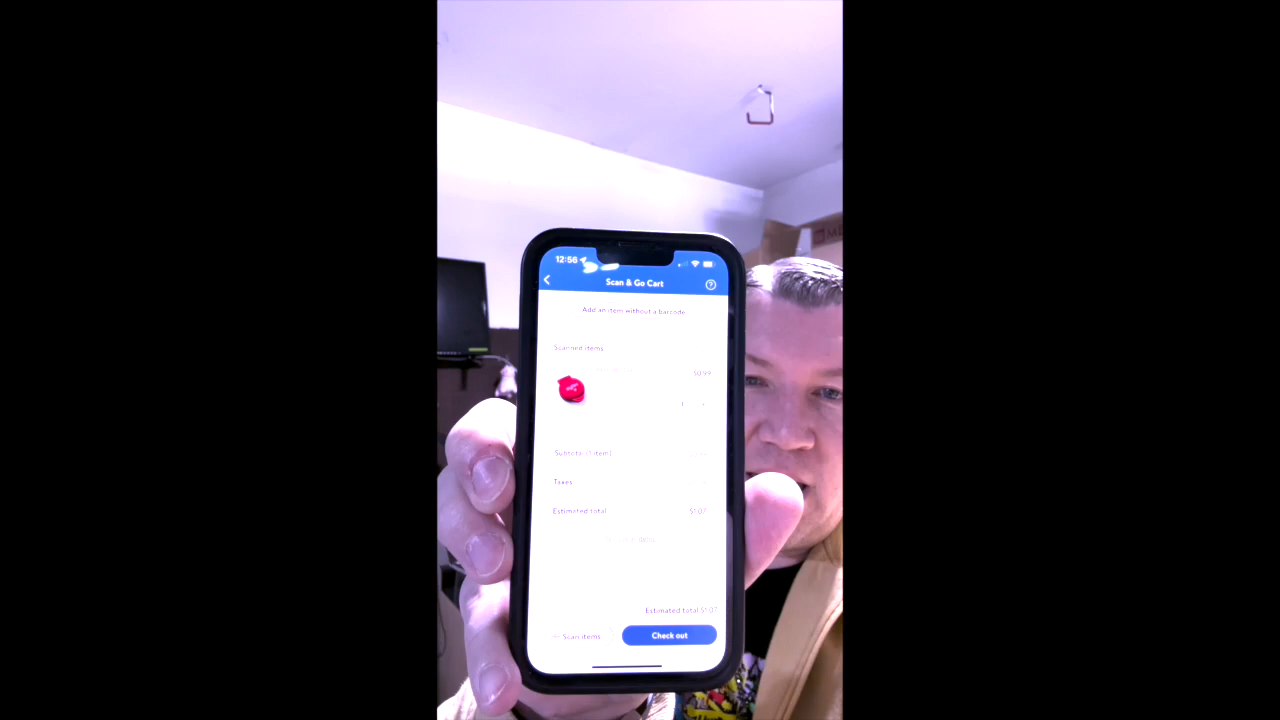 12:56
Scan & Go Cart
?
Add an item without a barcode
Scanned items
$0.99
Subtotal (1 item)
Taxes
Estimated total $1.07
Estimated total $1.07
Scan items
Check out